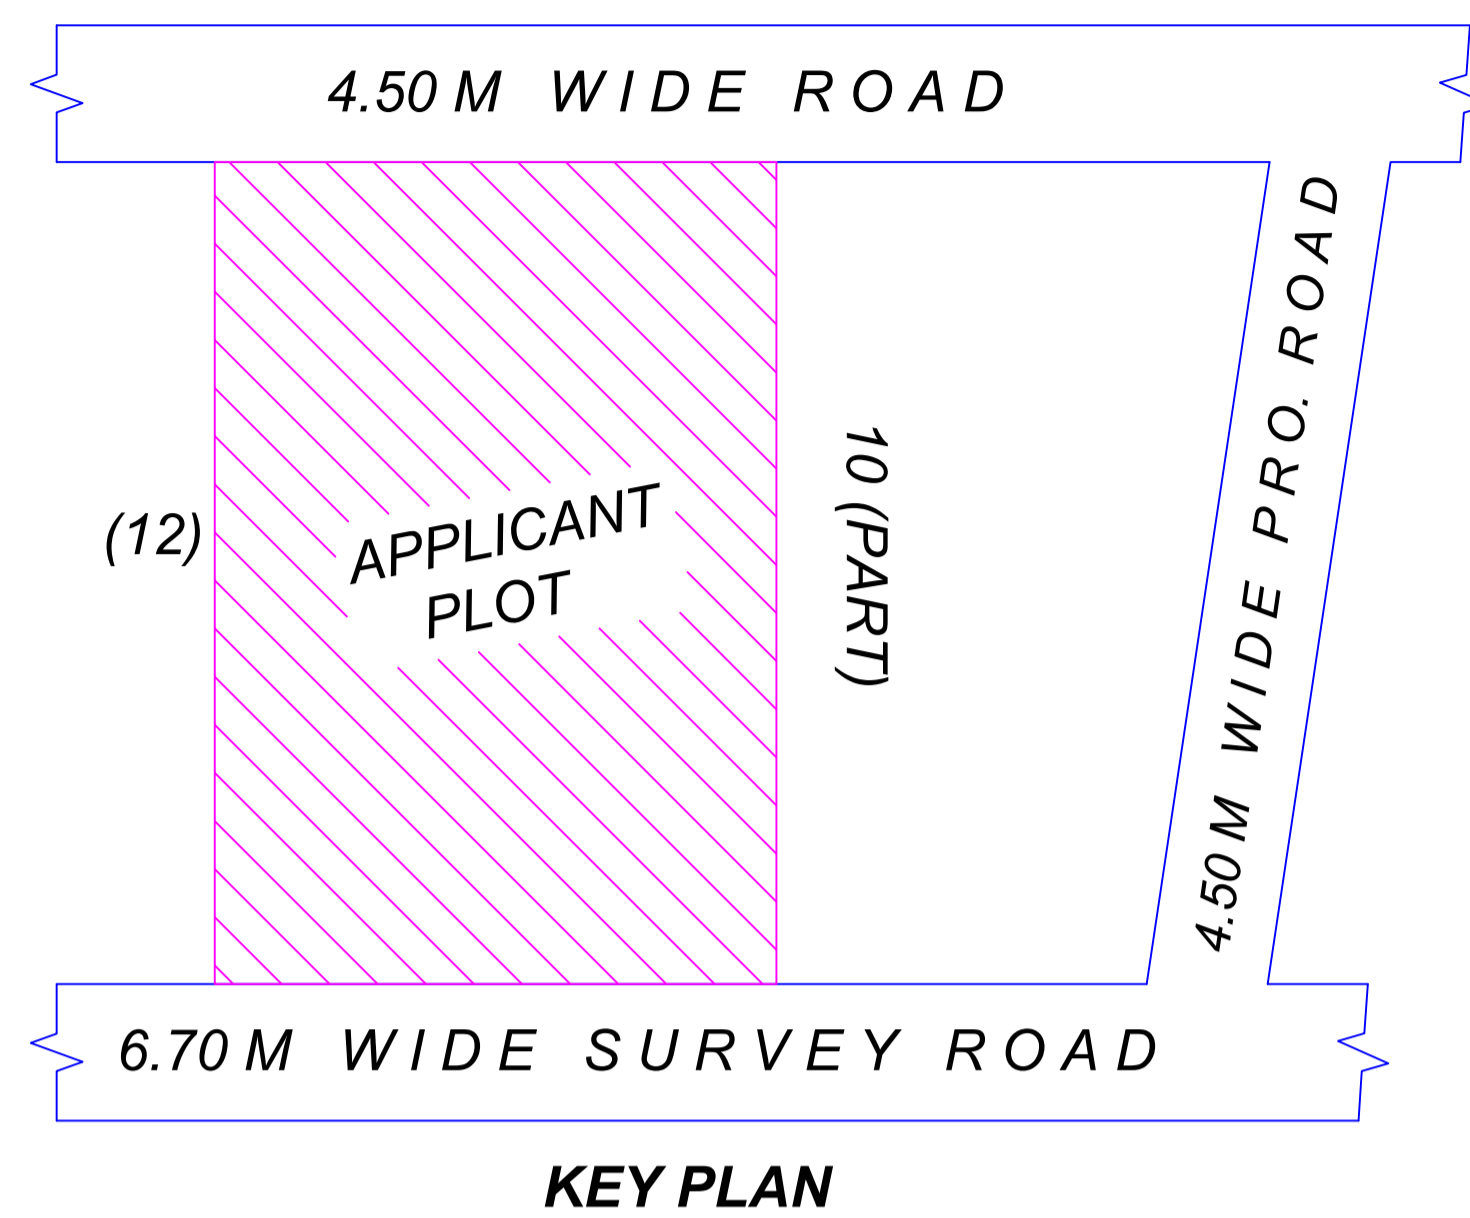 4.50 M WIDE ROAD
(12)
APPLICANT
PLOT
10 (PART)
4.50 M WIDE PRO. ROAD
6.70 M WIDE SURVEY ROAD
KEY PLAN